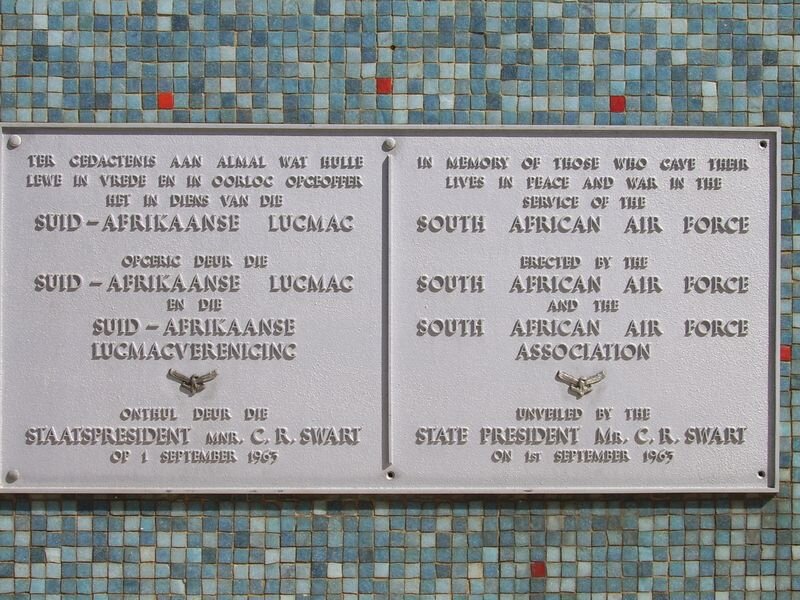 TER GEDAGTENIS AAN ALMAL WAT HULLE
LEWE IN VREDE EN IN OORLOG OPGEOFFER
HET IN DIENS VAN DIE
SUID-AFRIKAANSE LUGMAG
OPGERIG DEUR DIE
SUID-AFRIKAANSE LUGMAG
EN DIE
SUID-AFRIKAANSE
LUGMAGVERENIGING
ONTHUL DEUR DIE
STAATSPRESIDENT MNR. C. R. SWART
OP 1 SEPTEMBER 1963
IN MEMORY OF THOSE WHO GAVE THEIR
LIVES IN PEACE AND WAR IN THE
SERVICE OF THE
SOUTH AFRICAN AIR FORCE
ERECTED BY THE
SOUTH AFRICAN AIR FORCE
AND THE
SOUTH AFRICAN AIR FORCE
ASSOCIATION
UNVEILED BY THE
STATE PRESIDENT MR. C. R. SWART
ON 1ST SEPTEMBER 1963